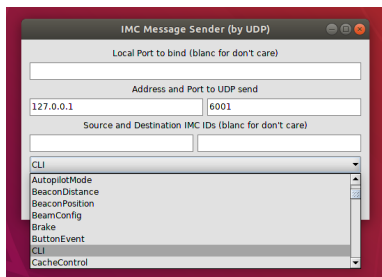 IMC Message Sender (by UDP)
Local Port to bind (blanc for don't care)
Address and Port to UDP send
127.0.0.1 6001
Source and Destination IMC IDs (blanc for don't care)
CLI
AutopilotMode
BeaconDistance
BeaconPosition
BeamConfig
Brake
ButtonEvent
CLI
CacheControl